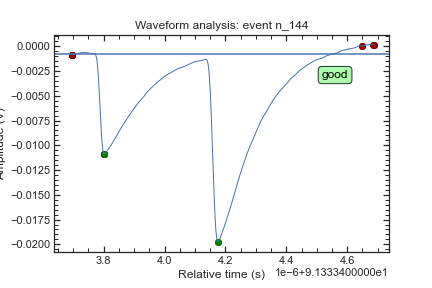 Waveform analysis: event n_144
0.0000
−0.0025
−0.0050
−0.0075
−0.0100
−0.0125
−0.0150
−0.0175
−0.0200
good
3.8 4.0 4.2 4.4 4.6
1e−6+9.1333400000e1
Relative time (s)